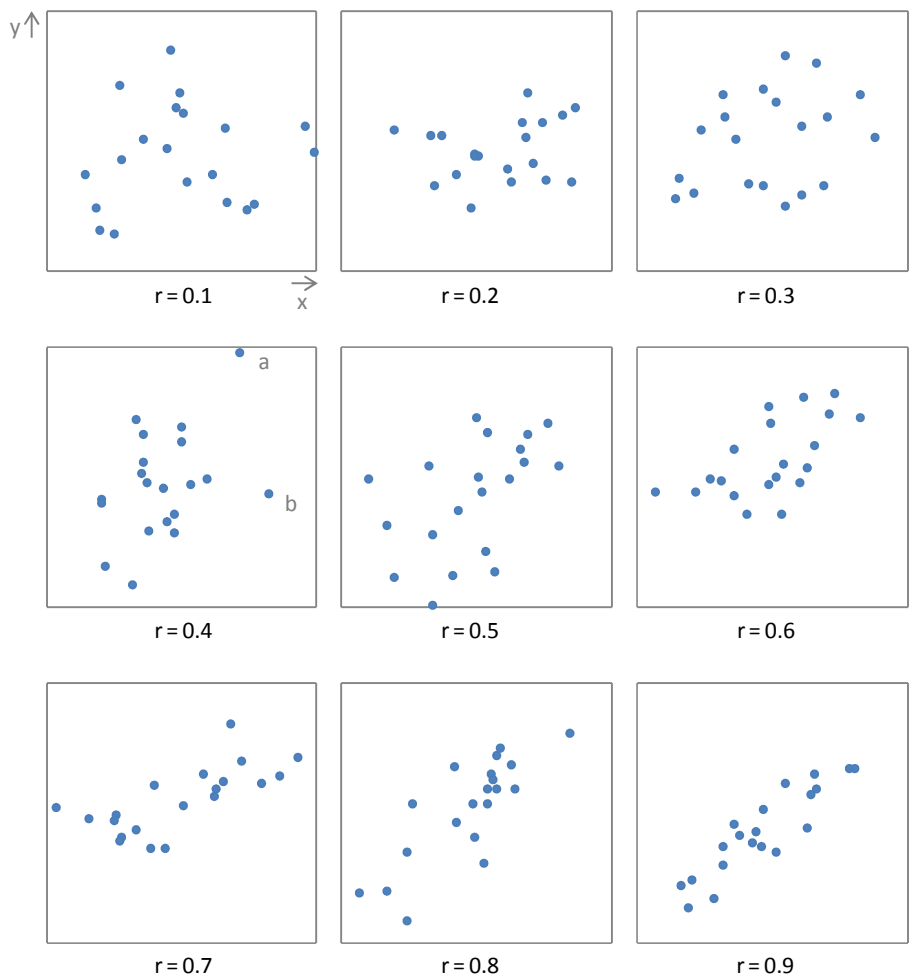 y
x
r = 0.1
r = 0.2
r = 0.3
a
b
r = 0.4
r = 0.5
r = 0.6
r = 0.7
r = 0.8
r = 0.9